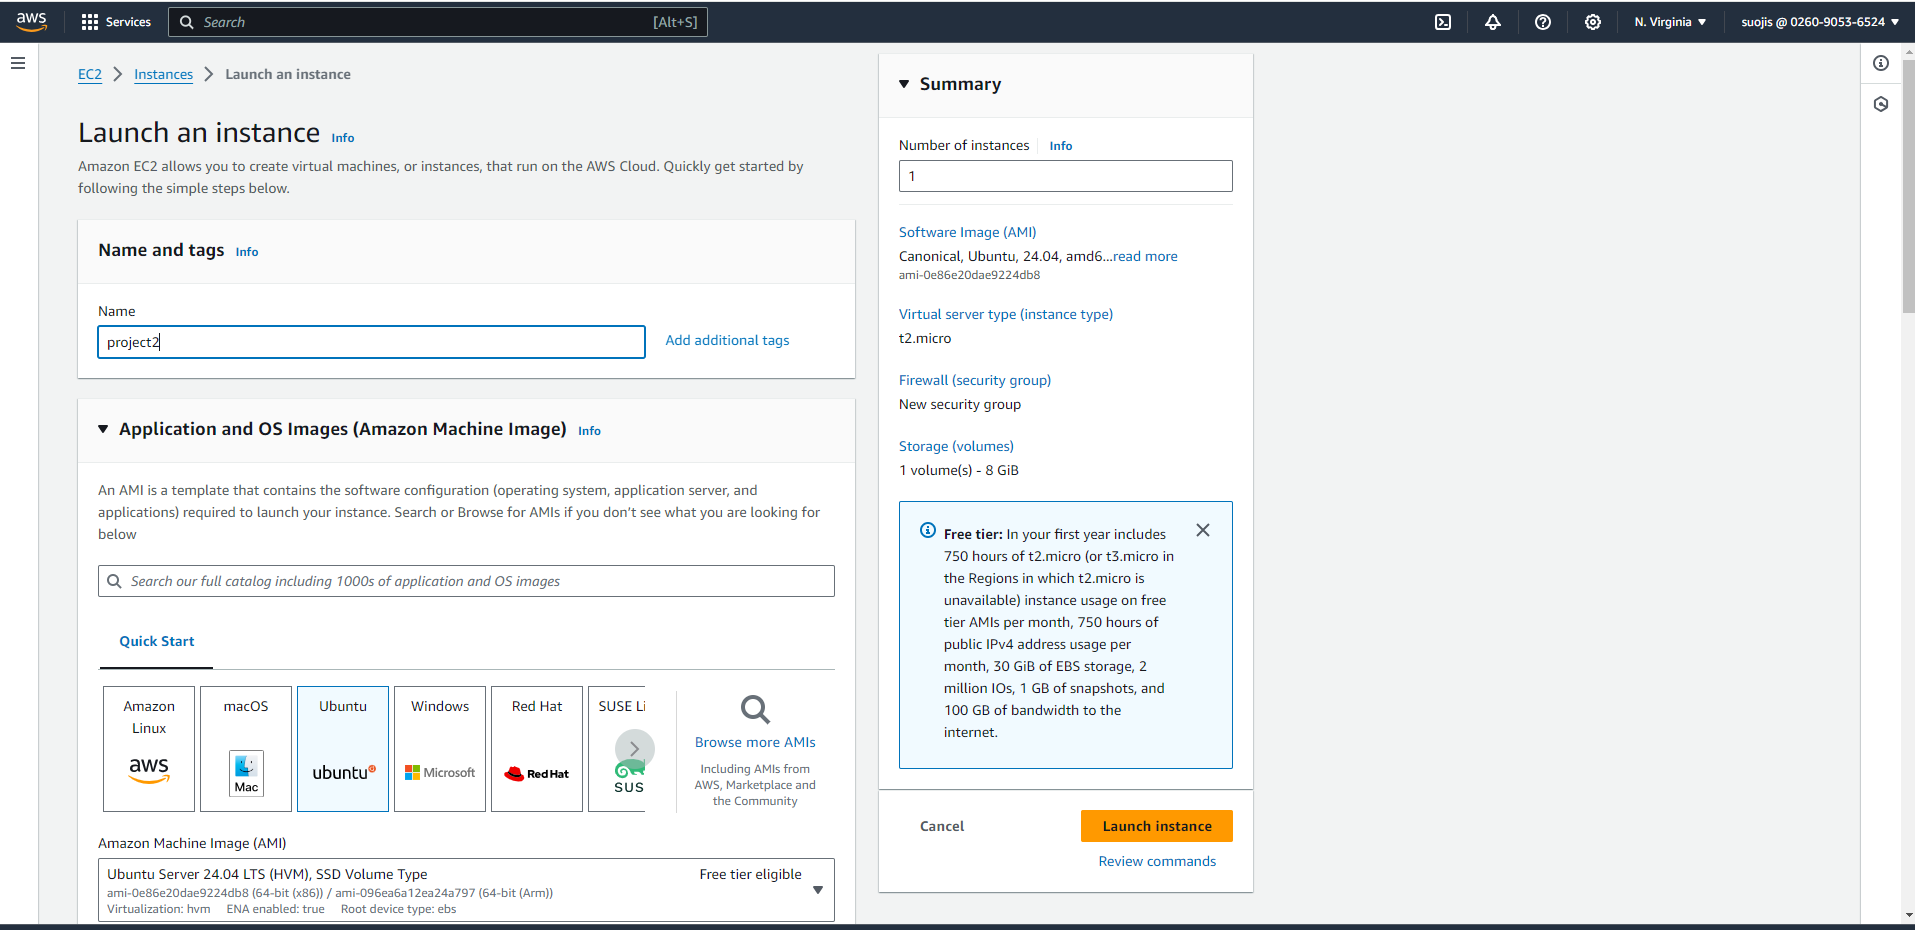 aws
Services
Search
[Alt+S]
N. Virginia
suojis @ 0260-9053-6524
EC2
Instances
Launch an instance
Launch an instance Info
Amazon EC2 allows you to create virtual machines, or instances, that run on the AWS Cloud. Quickly get started by
following the simple steps below.
Name and tags Info
Name
project2
Add additional tags
Application and OS Images (Amazon Machine Image) Info
An AMI is a template that contains the software configuration (operating system, application server, and
applications) required to launch your instance. Search or Browse for AMIs if you don't see what you are looking for
below
Search our full catalog including 1000s of application and OS images
Quick Start
Amazon
Linux
aws
macOS
Mac
Ubuntu
ubuntu
Windows
Microsoft
Red Hat
Red Hat
SUSE Li
SUS
Browse more AMIs
Including AMIs from
AWS, Marketplace and
the Community
Amazon Machine Image (AMI)
Ubuntu Server 24.04 LTS (HVM), SSD Volume Type
Free tier eligible
ami-0e86e20dae9224db8 (64-bit (x86)) / ami-096ea6a12ea24a797 (64-bit (Arm))
Virtualization: hvm ENA enabled: true Root device type: ebs
Summary
Number of instances Info
1
Software Image (AMI)
Canonical, Ubuntu, 24.04, amd6...read more
ami-0e86e20dae9224db8
Virtual server type (instance type)
t2.micro
Firewall (security group)
New security group
Storage (volumes)
1 volume(s) - 8 GiB
Free tier: In your first year includes
750 hours of t2.micro (or t3.micro in
the Regions in which t2.micro is
unavailable) instance usage on free
tier AMIs per month, 750 hours of
public IPv4 address usage per
month, 30 GiB of EBS storage, 2
million IOs, 1 GB of snapshots, and
100 GB of bandwidth to the
internet.
Cancel
Launch instance
Review commands